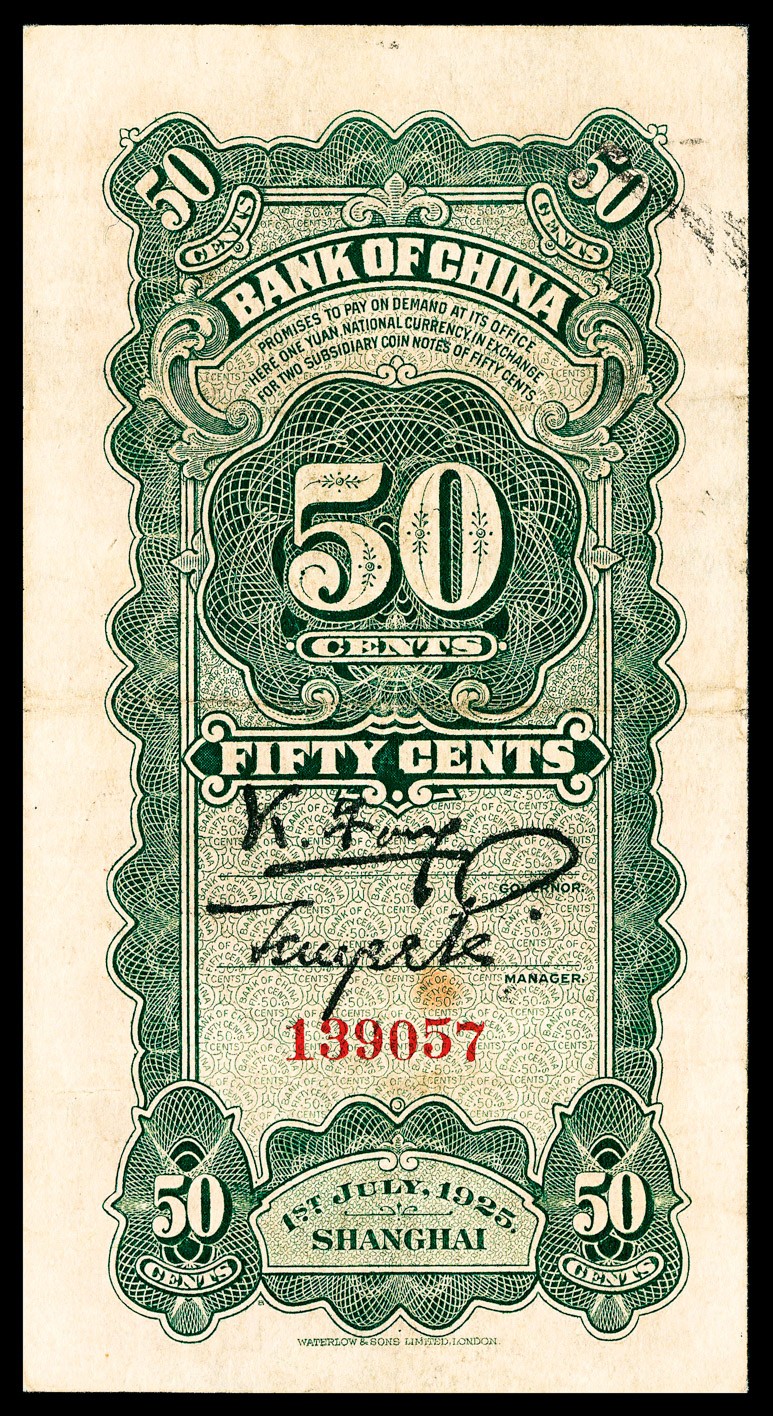 50 50
CENTS CENTS
BANK OF CHINA
PROMISES TO PAY ON DEMAND AT ITS OFFICE
HERE ONE YUAN, NATIONAL CURRENCY, IN EXCHANGE
FOR TWO SUBSIDIARY COIN NOTES OF FIFTY CENTS
50
CENTS
FIFTY CENTS
GOVERNOR.
MANAGER.
139057
50 50
CENTS CENTS
1ST JULY, 1925.
SHANGHAI
WATERLOW & SONS LIMITED, LONDON.